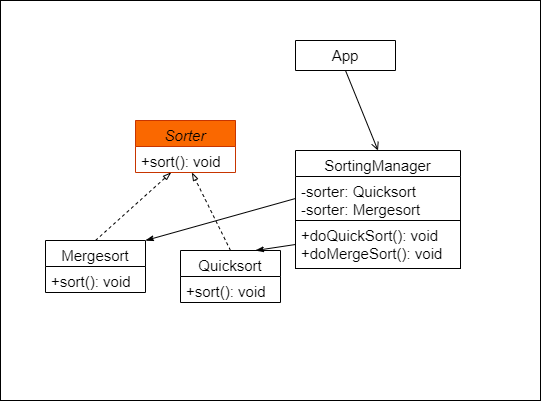 App
Sorter
+sort(): void
SortingManager
-sorter: Quicksort
-sorter: Mergesort
+doQuickSort(): void
+doMergeSort(): void
Mergesort
+sort(): void
Quicksort
+sort(): void